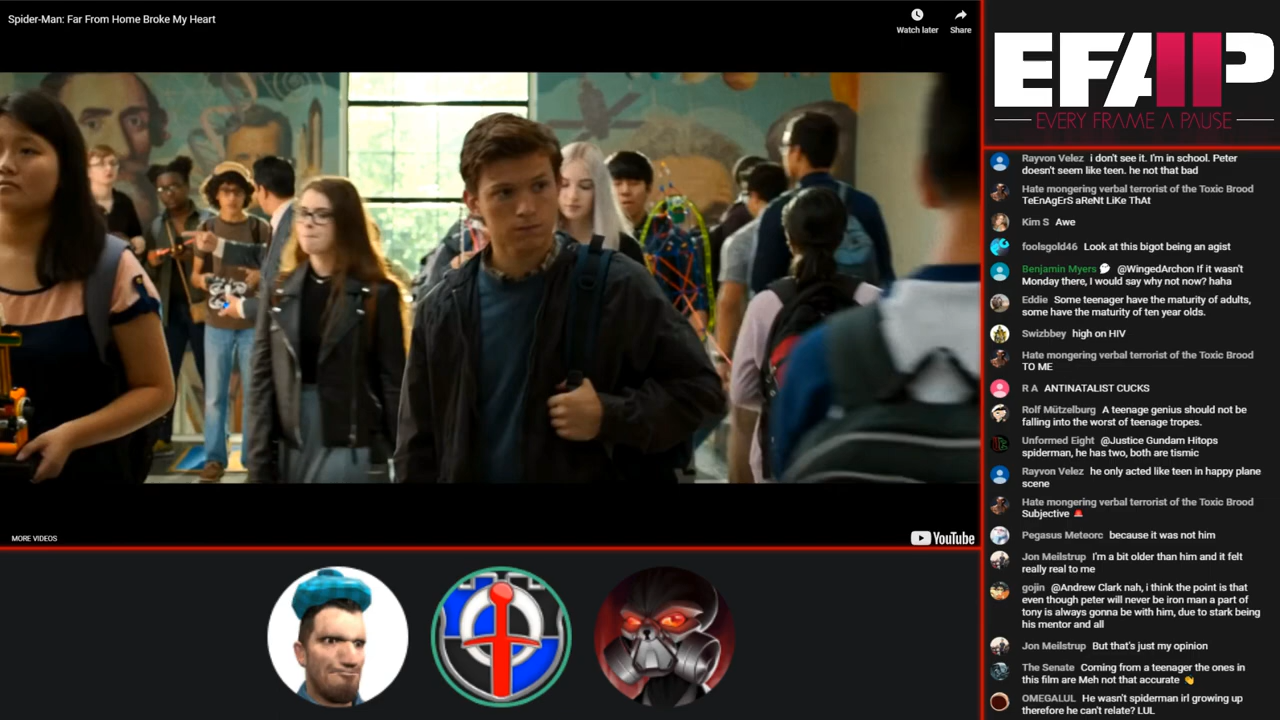 Spider-Man: Far From Home Broke My Heart
Watch later
Share
MORE VIDEOS
YouTube
EFAP
EVERY FRAME A PAUSE
Rayvon Velez i don't see it. I'm in school. Peter
doesn't seem like teen. he not that bad
Hate mongering verbal terrorist of the Toxic Brood
TeEnAgErS aReNt LiKe ThAt
Kim S Awe
foolsgold46 Look at this bigot being an agist
Benjamin Myers @WingedArchon If it wasn't
Monday there, I would say why not now? haha
Eddie Some teenager have the maturity of adults,
some have the maturity of ten year olds.
Swizbbey high on HIV
Hate mongering verbal terrorist of the Toxic Brood
TO ME
R A ANTINATALIST CUCKS
Rolf Mützelburg A teenage genius should not be
falling into the worst of teenage tropes.
Unformed Eight @Justice Gundam Hitops
spiderman, he has two, both are tismic
Rayvon Velez he only acted like teen in happy plane
scene
Hate mongering verbal terrorist of the Toxic Brood
Subjective 🚨
Pegasus Meteorc because it was not him
Jon Meilstrup I'm a bit older than him and it felt
really real to me
gojin @Andrew Clark nah, i think the point is that
even though peter will never be iron man a part of
tony is always gonna be with him, due to stark being
his mentor and all
Jon Meilstrup But that's just my opinion
The Senate Coming from a teenager the ones in
this film are Meh not that accurate 👏
OMEGALUL He wasn't spiderman irl growing up
therefore he can't relate? LUL